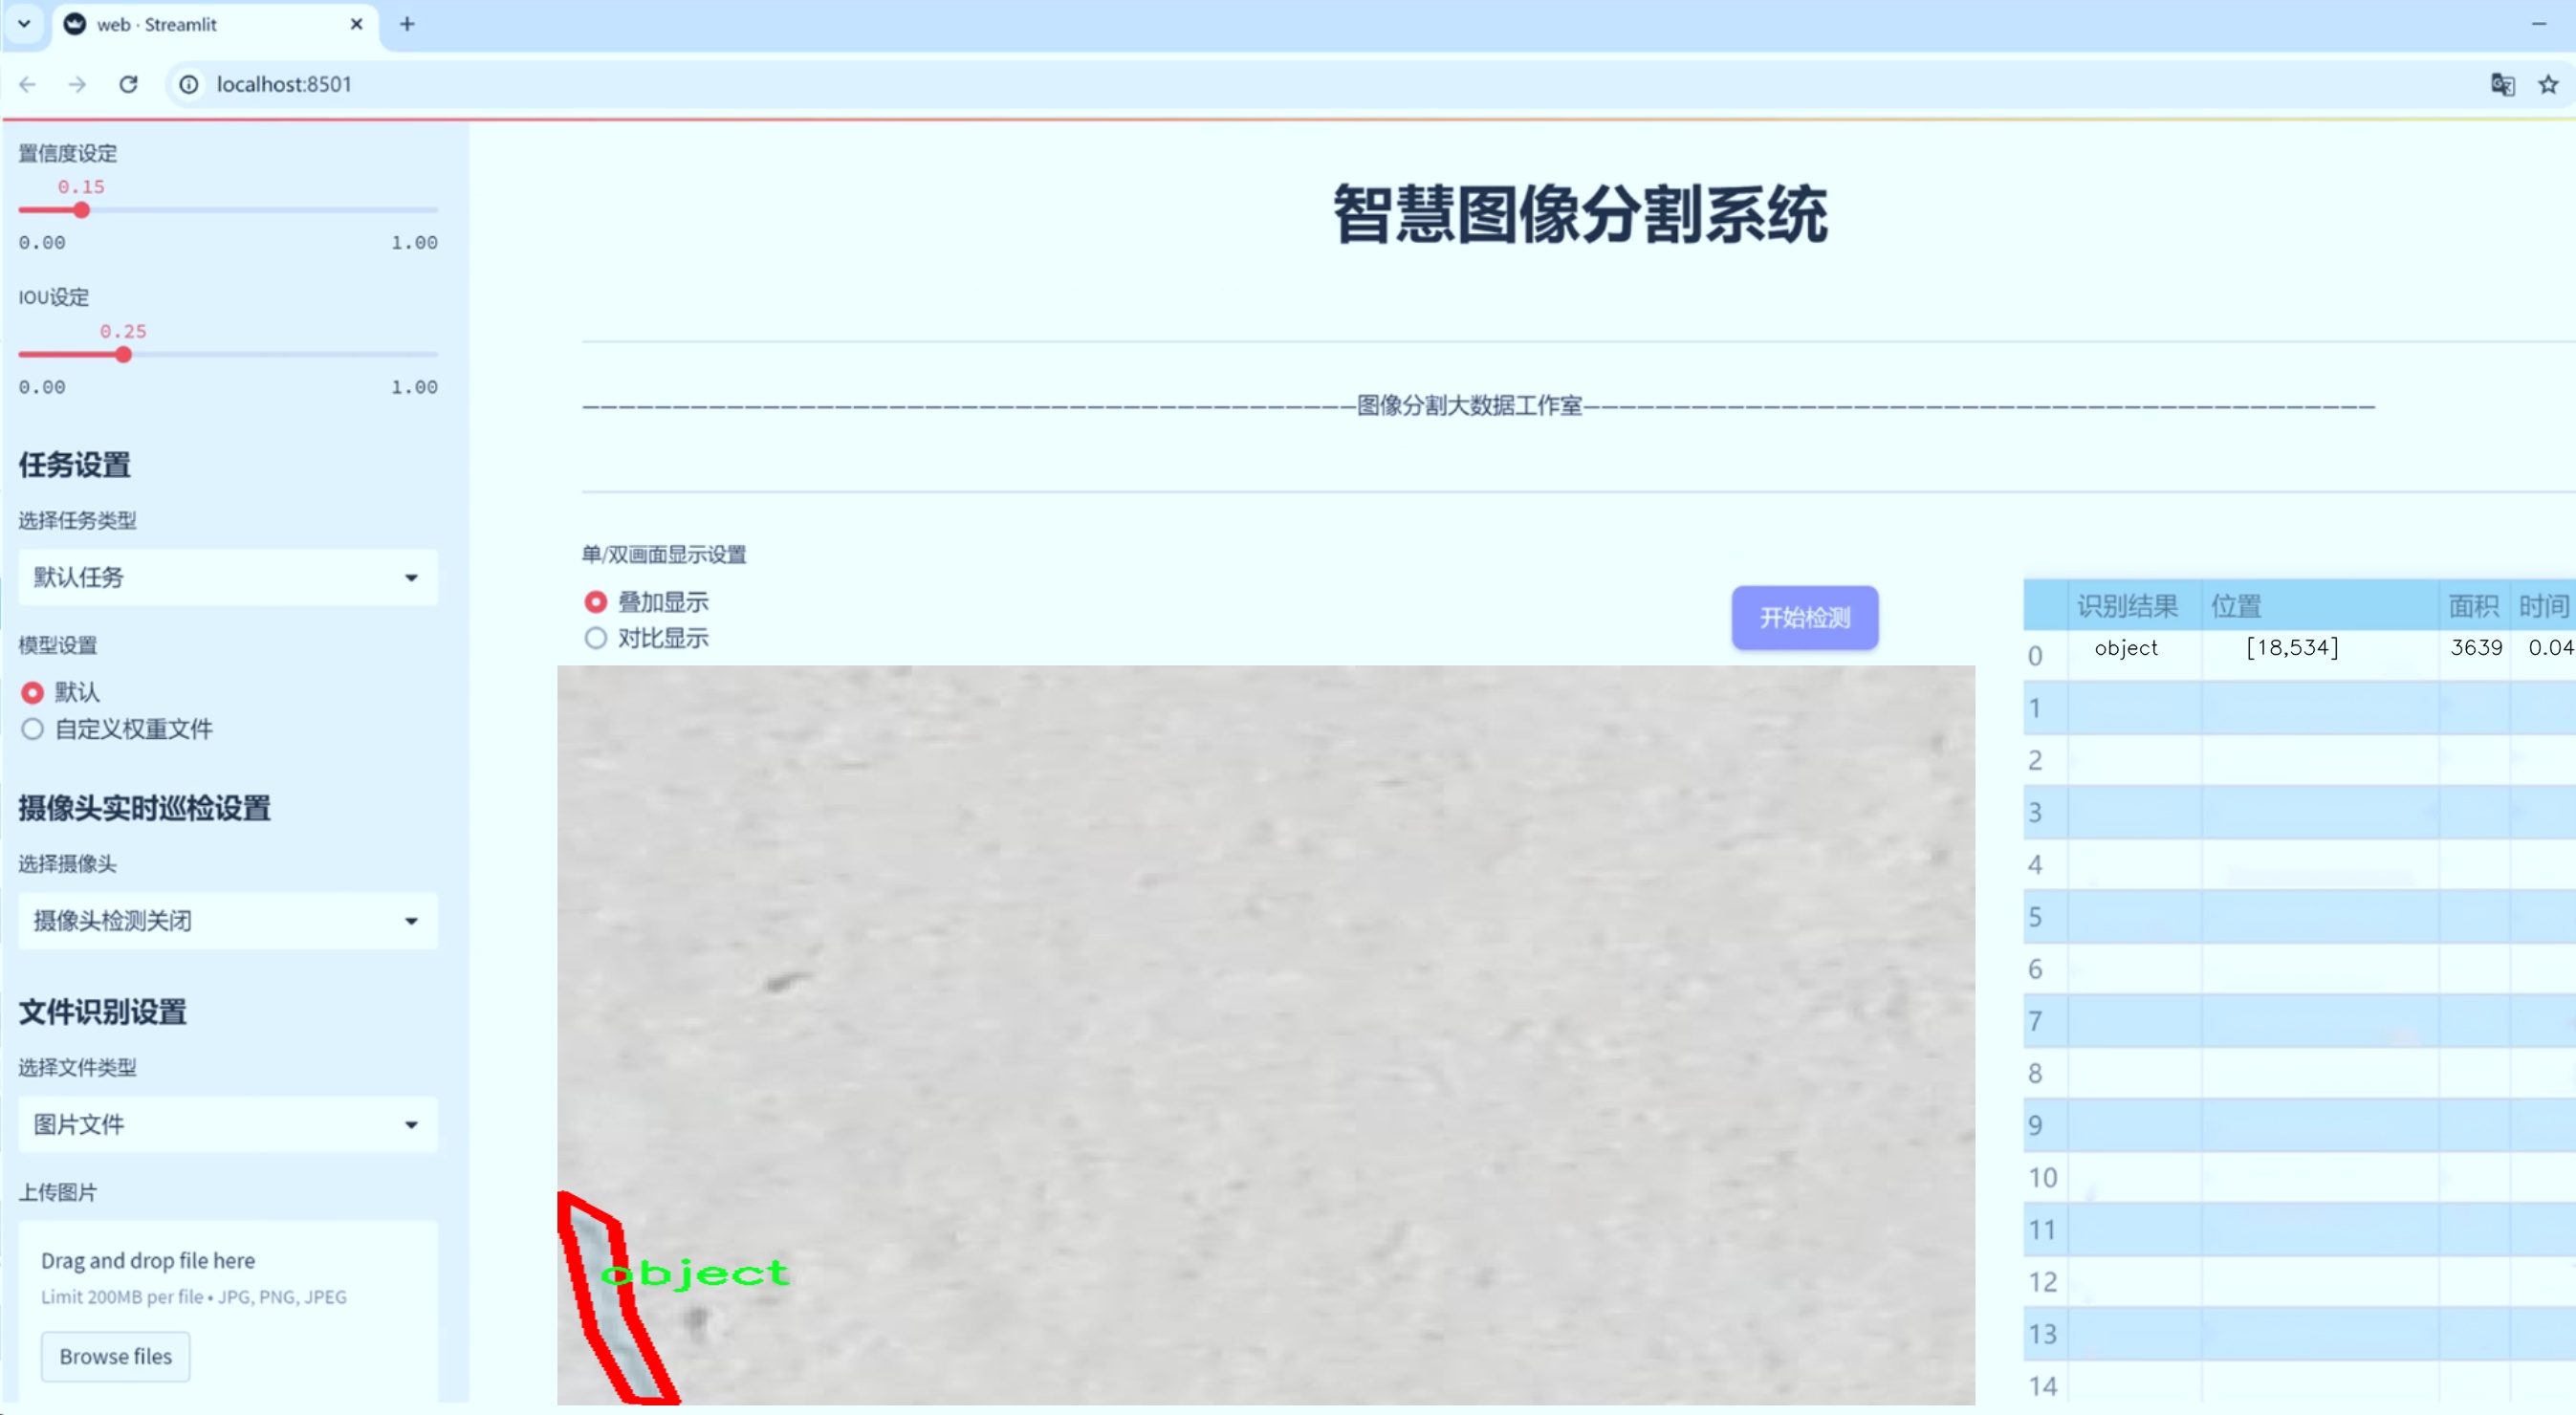 web · Streamlit
localhost:8501
置信度设定
0.15
0.00 1.00
IOU设定
0.25
0.00 1.00
任务设置
选择任务类型
默认任务
模型设置
默认
自定义权重文件
摄像头实时巡检设置
选择摄像头
摄像头检测关闭
文件识别设置
选择文件类型
图片文件
上传图片
Drag and drop file here
Limit 200MB per file • JPG, PNG, JPEG
Browse files
智慧图像分割系统
图像分割大数据工作室
单/双画面显示设置
叠加显示
对比显示
开始检测
object
识别结果 位置 面积 时间
0 object [18,534] 3639 0.04
1
2
3
4
5
6
7
8
9
10
11
12
13
14